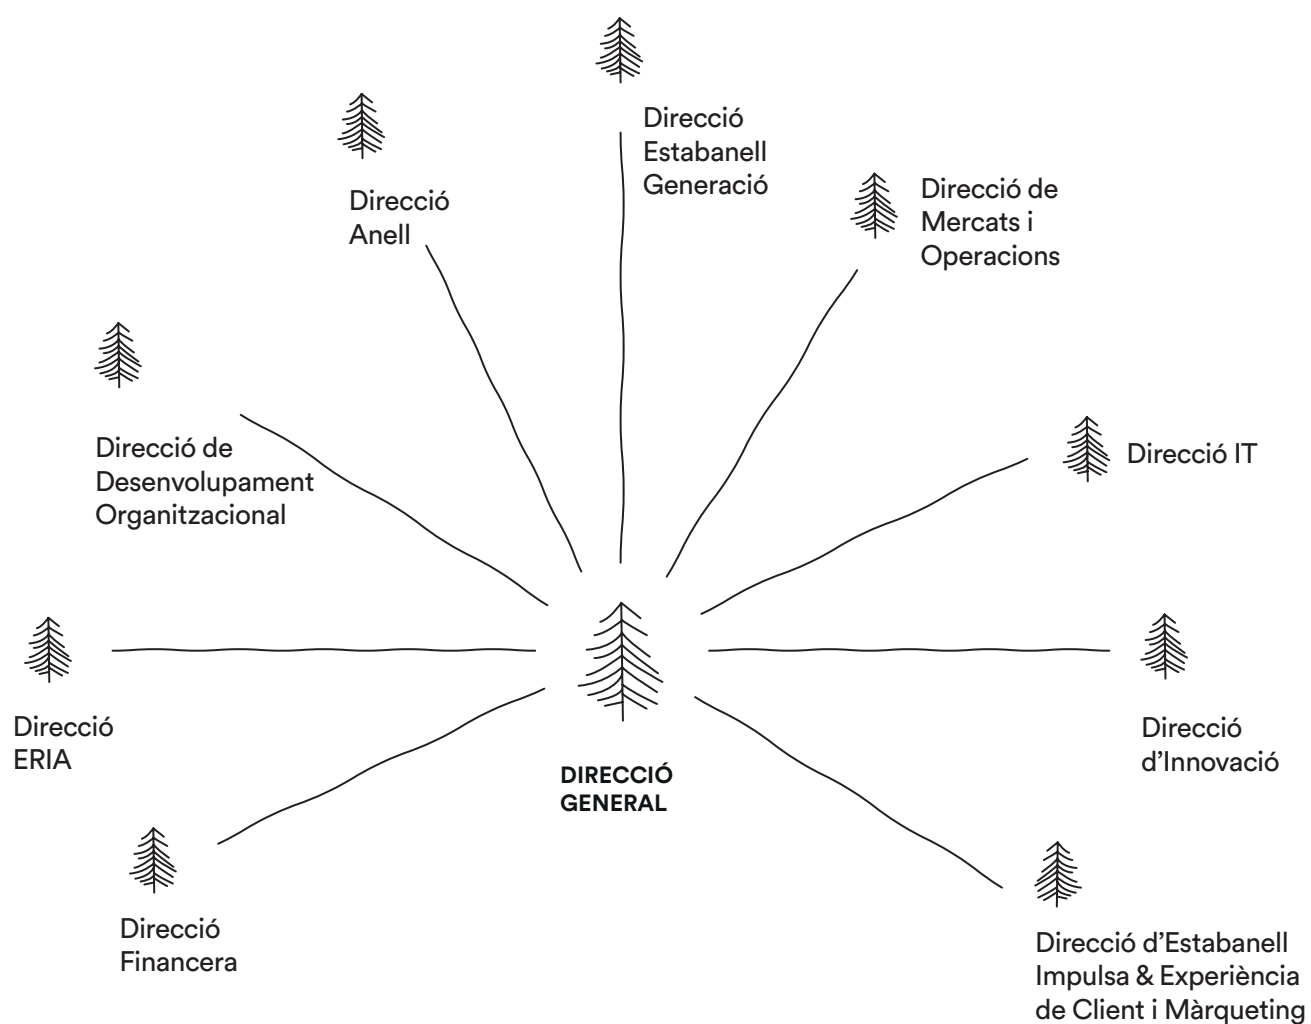 Direcció
Estabanell
Generació
Direcció
Anell
Direcció de
Mercats i
Operacions
Direcció de
Desenvolupament
Organitzacional
Direcció IT
Direcció
ERIA
DIRECCIÓ
GENERAL
Direcció
d’Innovació
Direcció
Financera
Direcció d’Estabanell
Impulsa & Experiència
de Client i Màrqueting